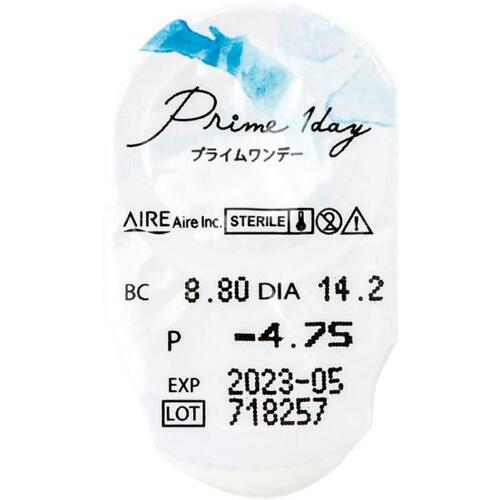 Prime 1day
プライムワンデー
AIRE Aire Inc. STERILE
BC 8.80 DIA 14.2
P -4.75
EXP 2023-05
LOT 718257